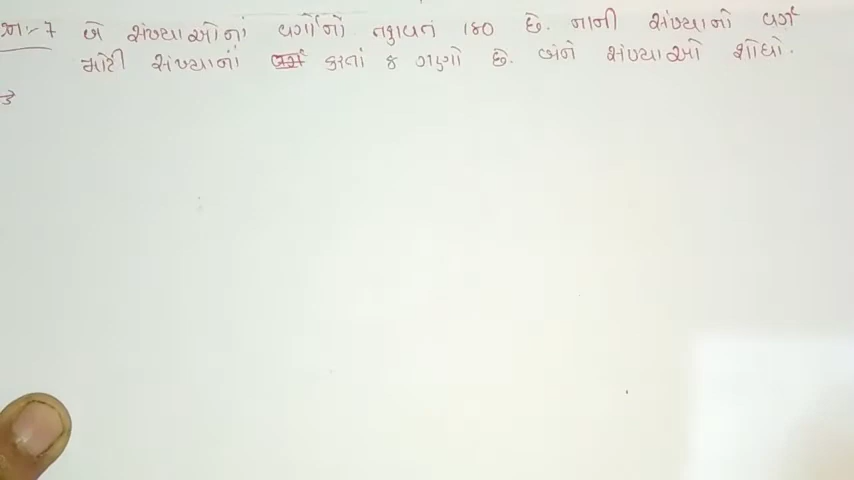 પ્ર:- 7 બે સંખ્યાઓનાં વર્ગોનો તફાવત 180 છે. નાની સંખ્યાનો વર્ગ
મોટી સંખ્યાનાં કરતાં 8 ગણો છે. બંને સંખ્યાઓ શોધો.
→